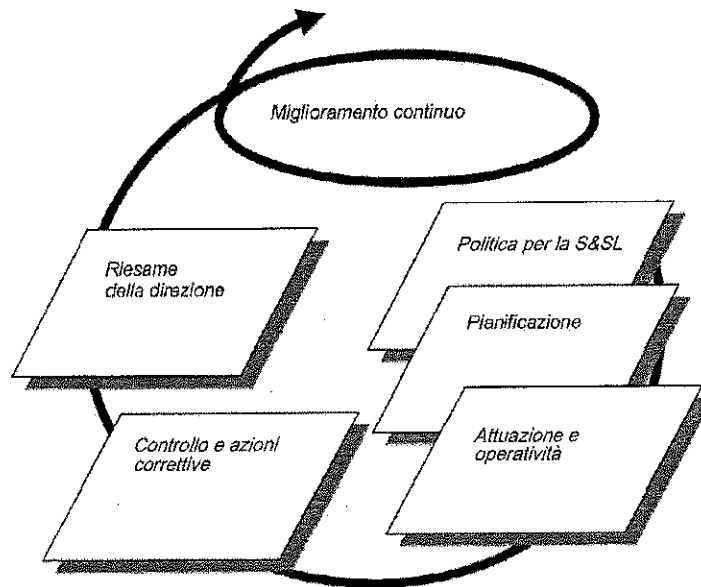 Miglioramento continuo
Politica per la S&SL
Pianificazione
Attuazione e
operatività
Controllo e azioni
correttive
Riesame
della direzione